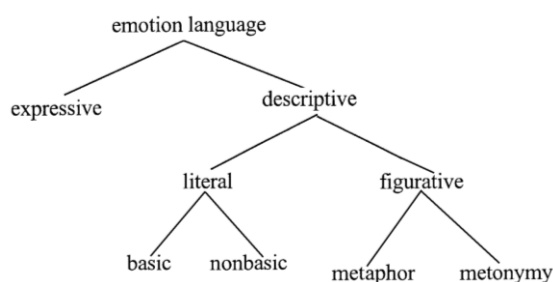 emotion language
expressive
descriptive
literal
figurative
basic
nonbasic
metaphor
metonymy